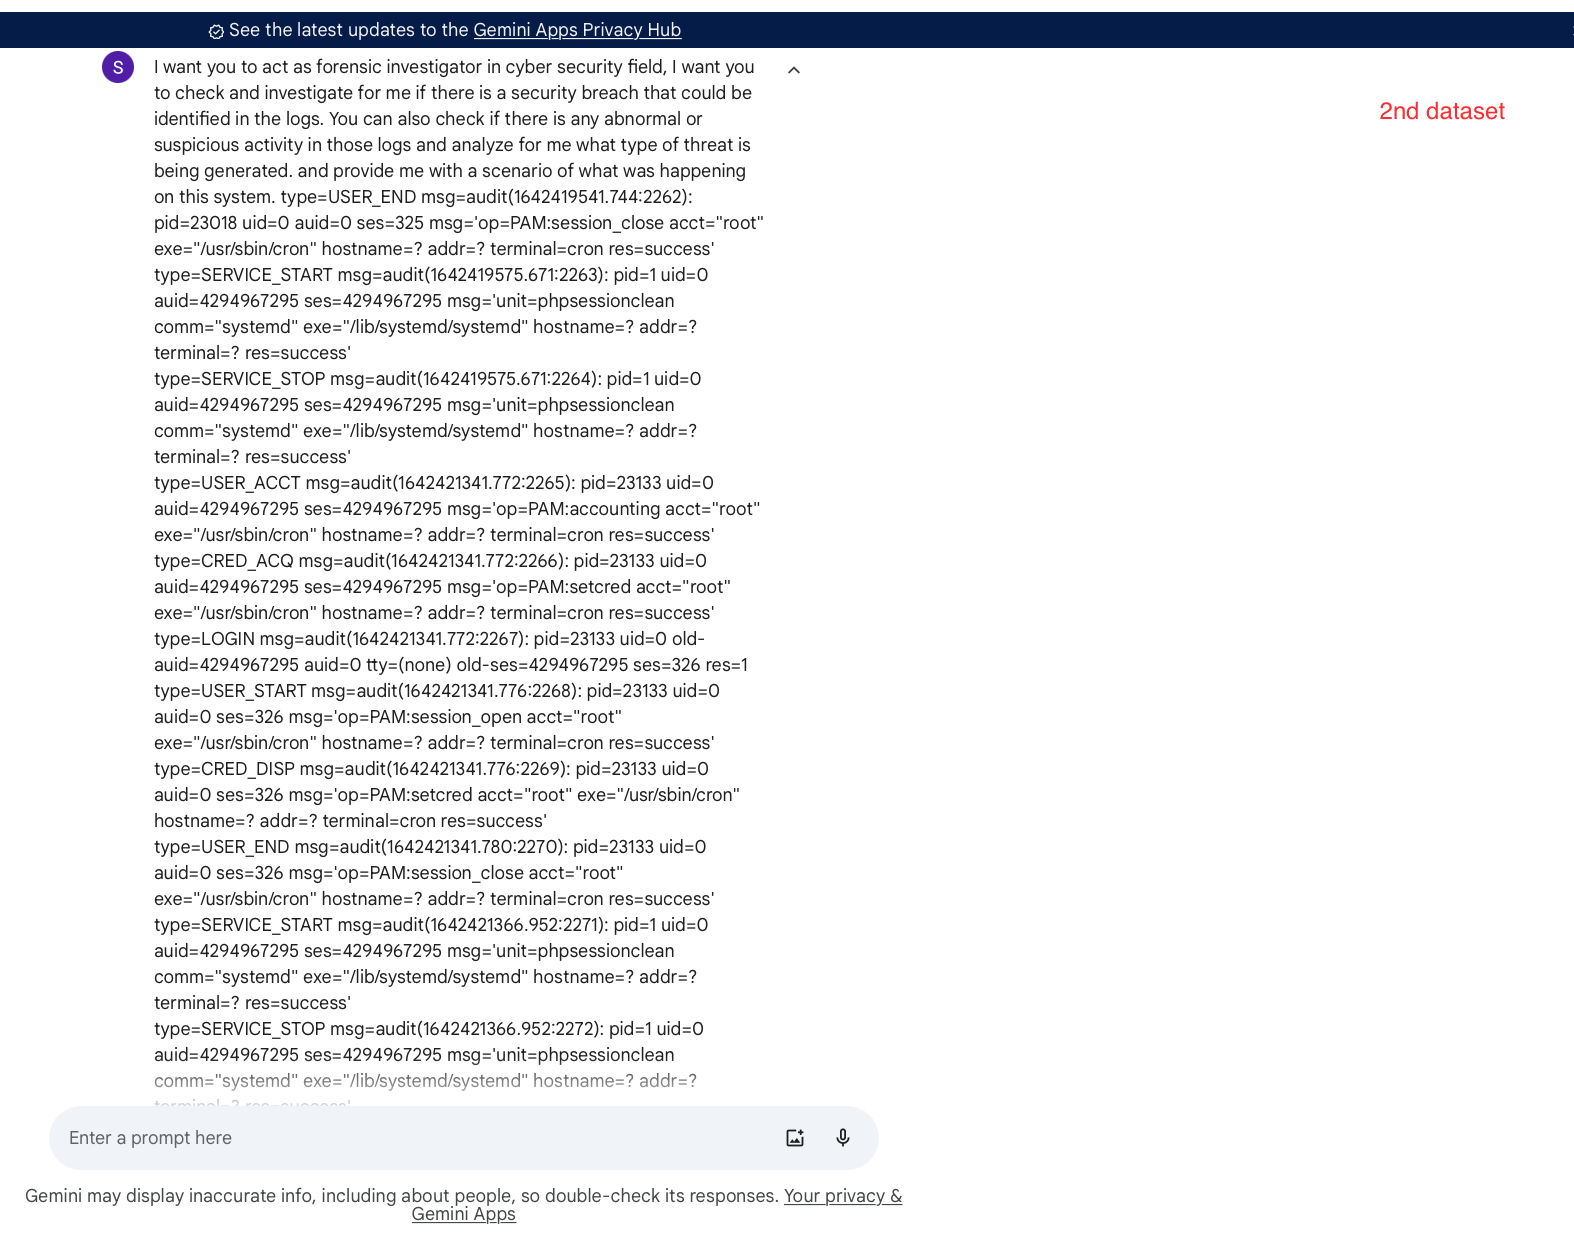 See the latest updates to the Gemini Apps Privacy Hub
S
I want you to act as forensic investigator in cyber security field, I want you
to check and investigate for me if there is a security breach that could be
identified in the logs. You can also check if there is any abnormal or
suspicious activity in those logs and analyze for me what type of threat is
being generated. and provide me with a scenario of what was happening
on this system. type=USER_END msg=audit(1642419541.744:2262):
pid=23018 uid=0 auid=0 ses=325 msg='op=PAM:session_close acct="root"
exe="/usr/sbin/cron" hostname=? addr=? terminal=cron res=success'
type=SERVICE_START msg=audit(1642419575.671:2263): pid=1 uid=0
auid=4294967295 ses=4294967295 msg='unit=phpsessionclean
comm="systemd" exe="/lib/systemd/systemd" hostname=? addr=?
terminal=? res=success'
type=SERVICE_STOP msg=audit(1642419575.671:2264): pid=1 uid=0
auid=4294967295 ses=4294967295 msg='unit=phpsessionclean
comm="systemd" exe="/lib/systemd/systemd" hostname=? addr=?
terminal=? res=success'
type=USER_ACCT msg=audit(1642421341.772:2265): pid=23133 uid=0
auid=4294967295 ses=4294967295 msg='op=PAM:accounting acct="root"
exe="/usr/sbin/cron" hostname=? addr=? terminal=cron res=success'
type=CRED_ACQ msg=audit(1642421341.772:2266): pid=23133 uid=0
auid=4294967295 ses=4294967295 msg='op=PAM:setcred acct="root"
exe="/usr/sbin/cron" hostname=? addr=? terminal=cron res=success'
type=LOGIN msg=audit(1642421341.772:2267): pid=23133 uid=0 old-
auid=4294967295 auid=0 tty=(none) old-ses=4294967295 ses=326 res=1
type=USER_START msg=audit(1642421341.776:2268): pid=23133 uid=0
auid=0 ses=326 msg='op=PAM:session_open acct="root"
exe="/usr/sbin/cron" hostname=? addr=? terminal=cron res=success'
type=CRED_DISP msg=audit(1642421341.776:2269): pid=23133 uid=0
auid=0 ses=326 msg='op=PAM:setcred acct="root" exe="/usr/sbin/cron"
hostname=? addr=? terminal=cron res=success'
type=USER_END msg=audit(1642421341.780:2270): pid=23133 uid=0
auid=0 ses=326 msg='op=PAM:session_close acct="root"
exe="/usr/sbin/cron" hostname=? addr=? terminal=cron res=success'
type=SERVICE_START msg=audit(1642421366.952:2271): pid=1 uid=0
auid=4294967295 ses=4294967295 msg='unit=phpsessionclean
comm="systemd" exe="/lib/systemd/systemd" hostname=? addr=?
terminal=? res=success'
type=SERVICE_STOP msg=audit(1642421366.952:2272): pid=1 uid=0
auid=4294967295 ses=4294967295 msg='unit=phpsessionclean
comm="systemd" exe="/lib/systemd/systemd" hostname=? addr=?
terminal=? res=success'
2nd dataset
Enter a prompt here
Gemini may display inaccurate info, including about people, so double-check its responses. Your privacy &
Gemini Apps